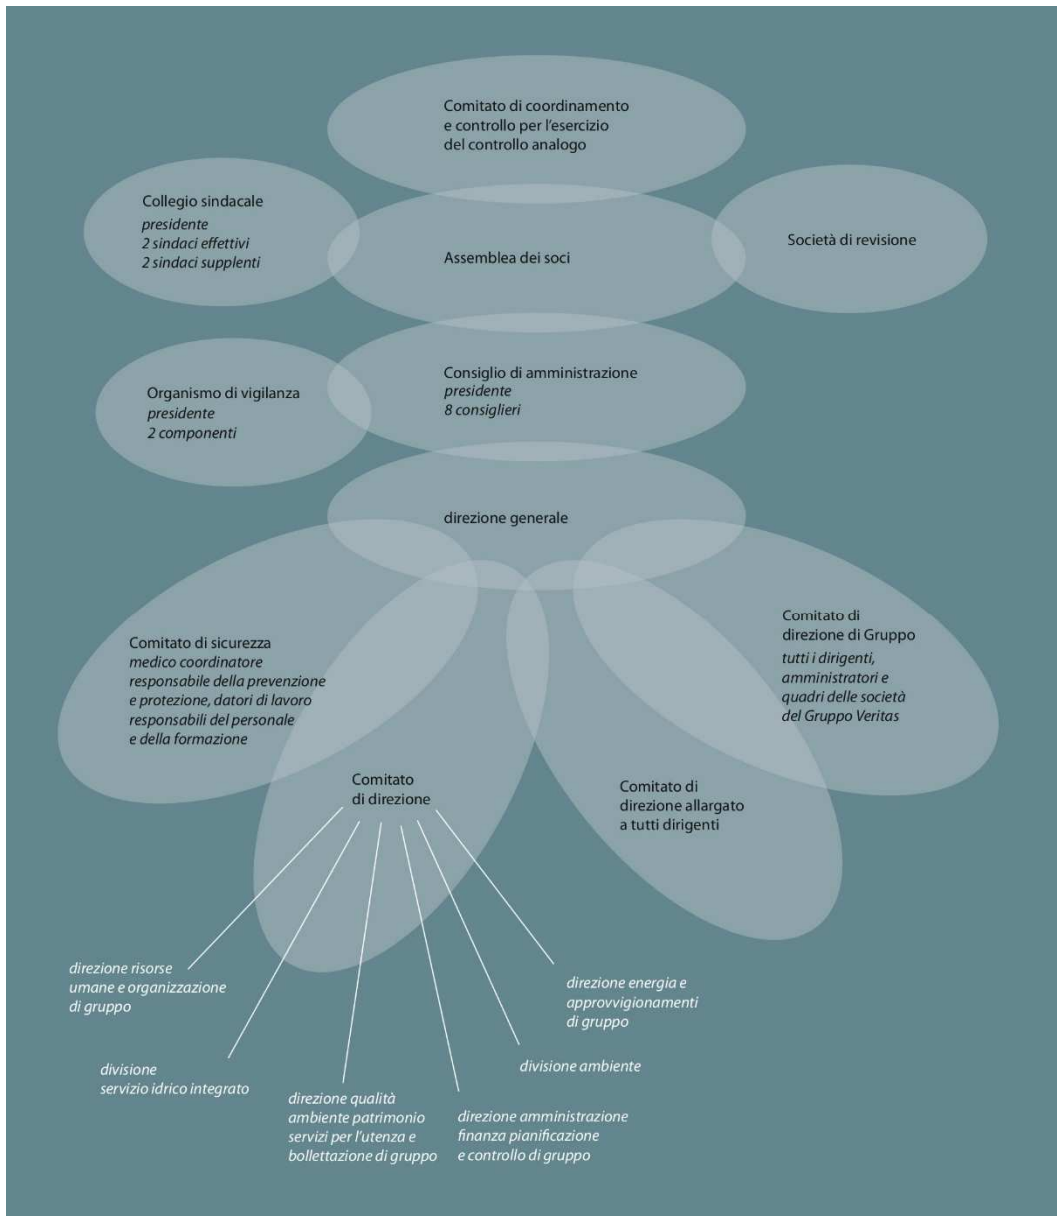 Comitato di coordinamento
e controllo per l'esercizio
del controllo analogo
Collegio sindacale
presidente
2 sindaci effettivi
2 sindaci supplenti
Società di revisione
Assemblea dei soci
Consiglio di amministrazione
presidente
8 consiglieri
Organismo di vigilanza
presidente
2 componenti
direzione generale
Comitato di
direzione di Gruppo
tutti i dirigenti,
amministratori e
quadri delle società
del Gruppo Veritas
Comitato di sicurezza
medico coordinatore
responsabile della prevenzione
e protezione, datori di lavoro
responsabili del personale
e della formazione
Comitato
di direzione
Comitato di
direzione allargato
a tutti dirigenti
direzione risorse
umane e organizzazione
di gruppo
divisione
servizio idrico integrato
direzione qualità
ambiente patrimonio
servizi per l'utenza e
bollettazione di gruppo
direzione amministrazione
finanza pianificazione
e controllo di gruppo
divisione ambiente
direzione energia e
approvvigionamenti
di gruppo